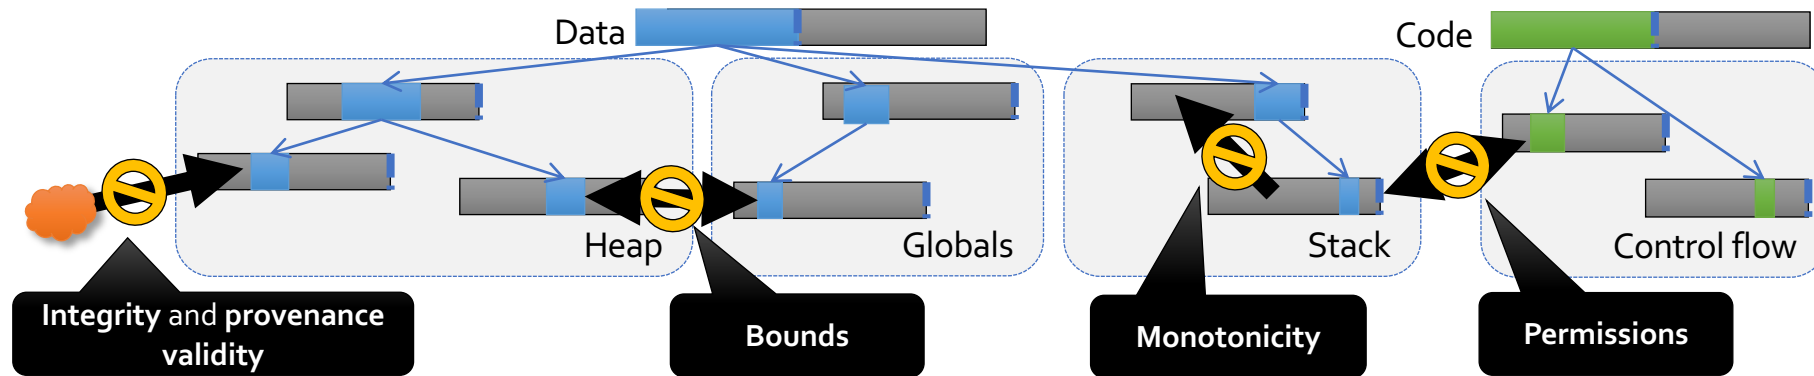 Data
Code
Heap
Globals
Stack
Control flow
Integrity and provenance
validity
Bounds
Monotonicity
Permissions